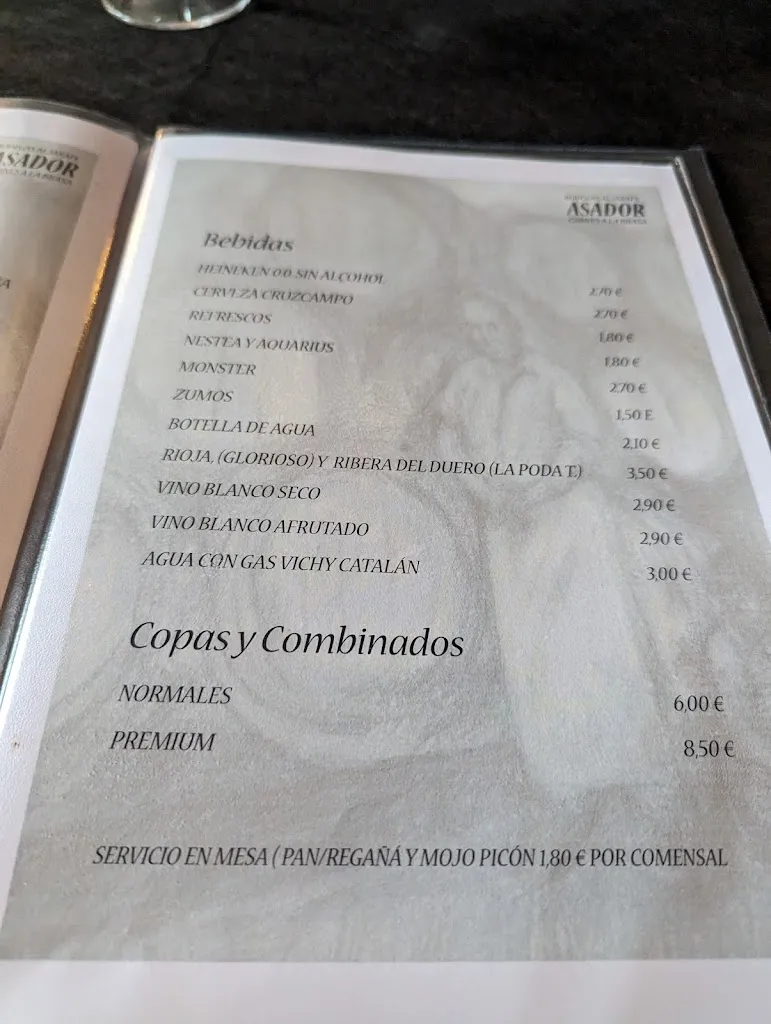 ASADOR
ASADOR
CARNES A LA BRASA
Bebidas
HEINEKEN 0,0 SIN ALCOHOL 2,70 €
CERVEZA CRUZCAMPO 2,70 €
REFRESCOS 1,80 €
NESTEA Y AQUARIUS 1,80 €
MONSTER 2,70 €
ZUMOS 1,50 E
BOTELLA DE AGUA 2,10 €
RIOJA, (GLORIOSO) Y RIBERA DEL DUERO (LA PODA T.) 3,50 €
VINO BLANCO SECO 2,90 €
VINO BLANCO AFRUTADO 2,90 €
AGUA CON GAS VICHY CATALÁN 3,00 €
Copas y Combinados
NORMALES 6,00 €
PREMIUM 8,50 €
SERVICIO EN MESA ( PAN/REGAÑÁ Y MOJO PICÓN 1,80 € POR COMENSAL